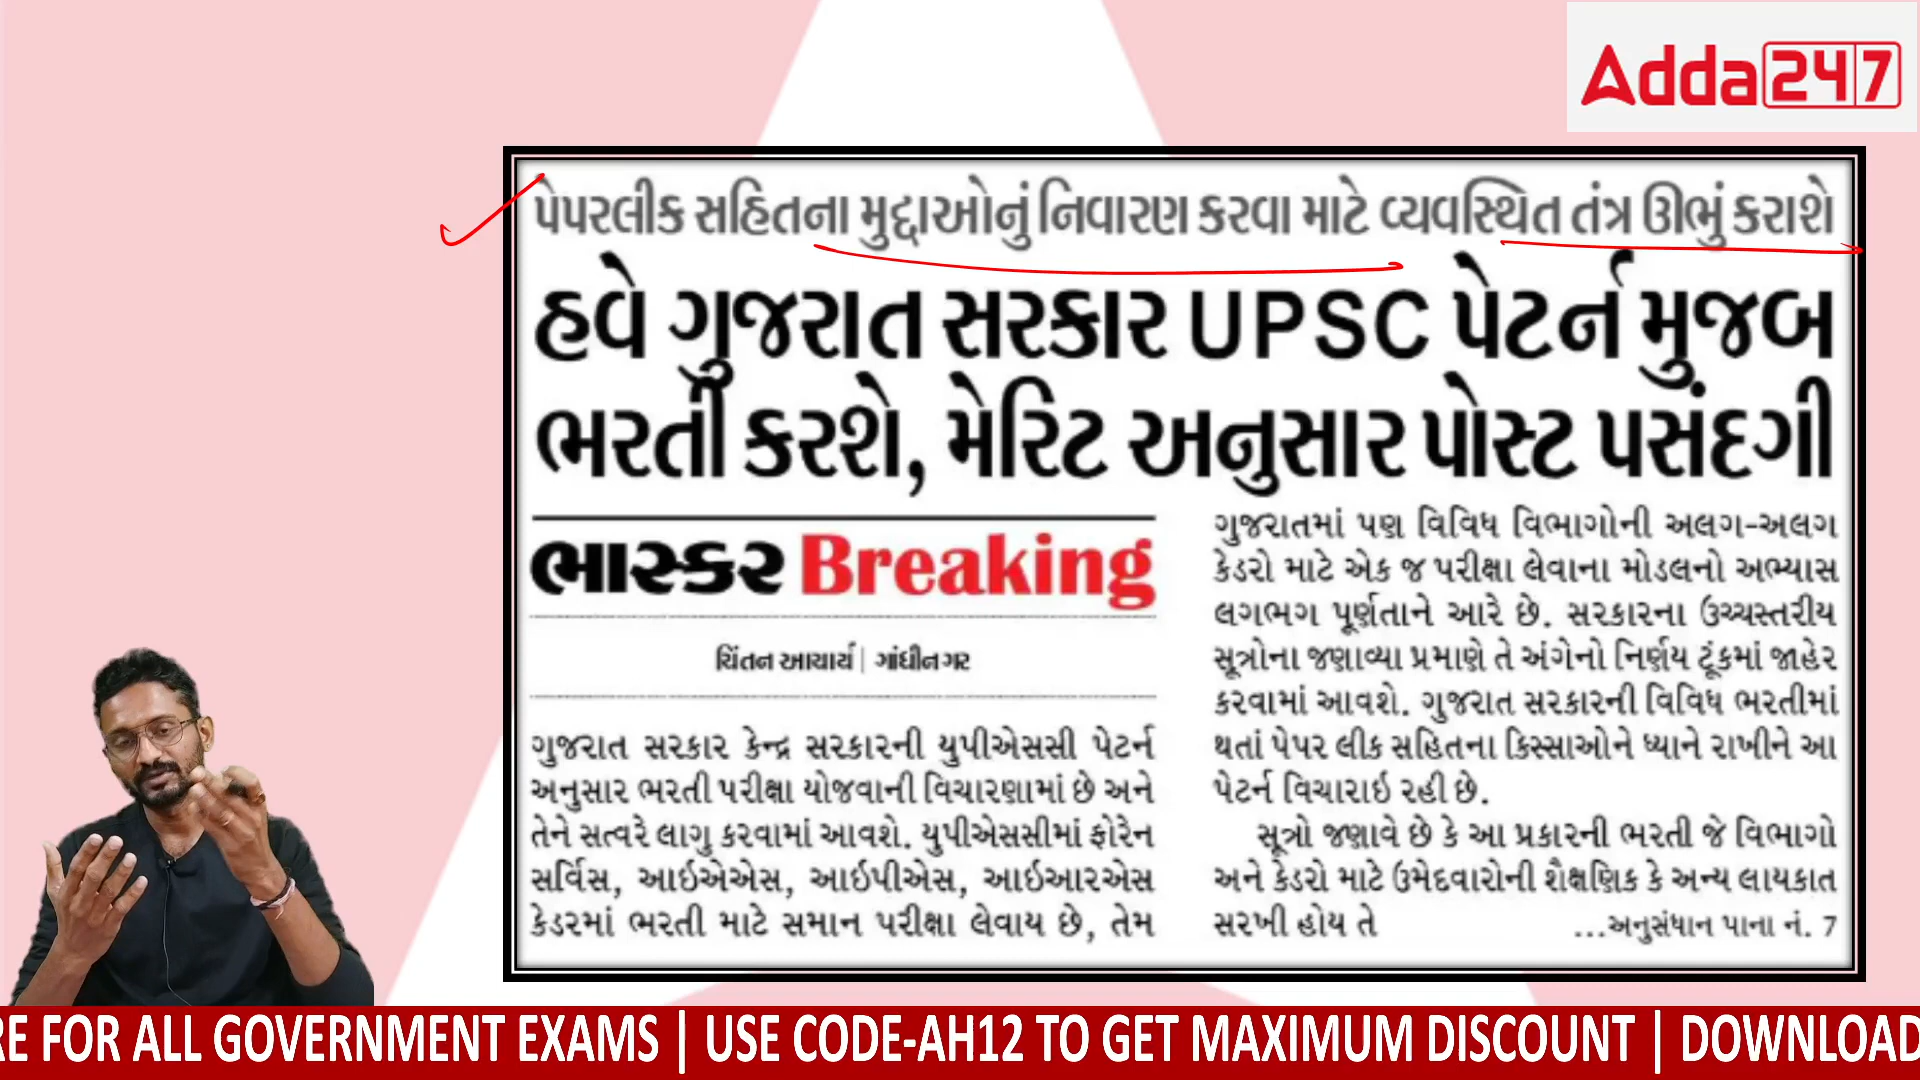 Adda247
પેપરલીક સહિતના મુદ્દાઓનું નિવારણ કરવા માટે વ્યવસ્થિત તંત્ર ઊભું કરાશે
હવે ગુજરાત સરકાર UPSC પેટર્ન મુજબ
ભરતી કરશે, મેરિટ અનુસાર પોસ્ટ પસંદગી
ભાસ્કર Breaking
ચિંતન આચાર્ય | ગાંધીનગર
ગુજરાત સરકાર કેન્દ્ર સરકારની યુપીએસસી પેટર્ન
અનુસાર ભરતી પરીક્ષા યોજવાની વિચારણામાં છે અને
તેને સત્વરે લાગુ કરવામાં આવશે. યુપીએસસીમાં ફોરેન
સર્વિસ, આઇએએસ, આઇપીએસ, આઇઆરએસ
કેડરમાં ભરતી માટે સમાન પરીક્ષા લેવાય છે, તેમ
ગુજરાતમાં પણ વિવિધ વિભાગોની અલગ-અલગ
કેડરો માટે એક જ પરીક્ષા લેવાના મોડલનો અભ્યાસ
લગભગ પૂર્ણતાને આરે છે. સરકારના ઉચ્ચસ્તરીય
સૂત્રોના જણાવ્યા પ્રમાણે તે અંગેનો નિર્ણય ટૂંકમાં જાહેર
કરવામાં આવશે. ગુજરાત સરકારની વિવિધ ભરતીમાં
થતાં પેપર લીક સહિતના કિસ્સાઓને ધ્યાને રાખીને આ
પેટર્ન વિચારાઇ રહી છે.
સૂત્રો જણાવે છે કે આ પ્રકારની ભરતી જે વિભાગો
અને કેડરો માટે ઉમેદવારોની શૈક્ષણિક કે અન્ય લાયકાત
સરખી હોય તે ...અનુસંધાન પાના નં. 7
RE FOR ALL GOVERNMENT EXAMS | USE CODE-AH12 TO GET MAXIMUM DISCOUNT | DOWNLOAD